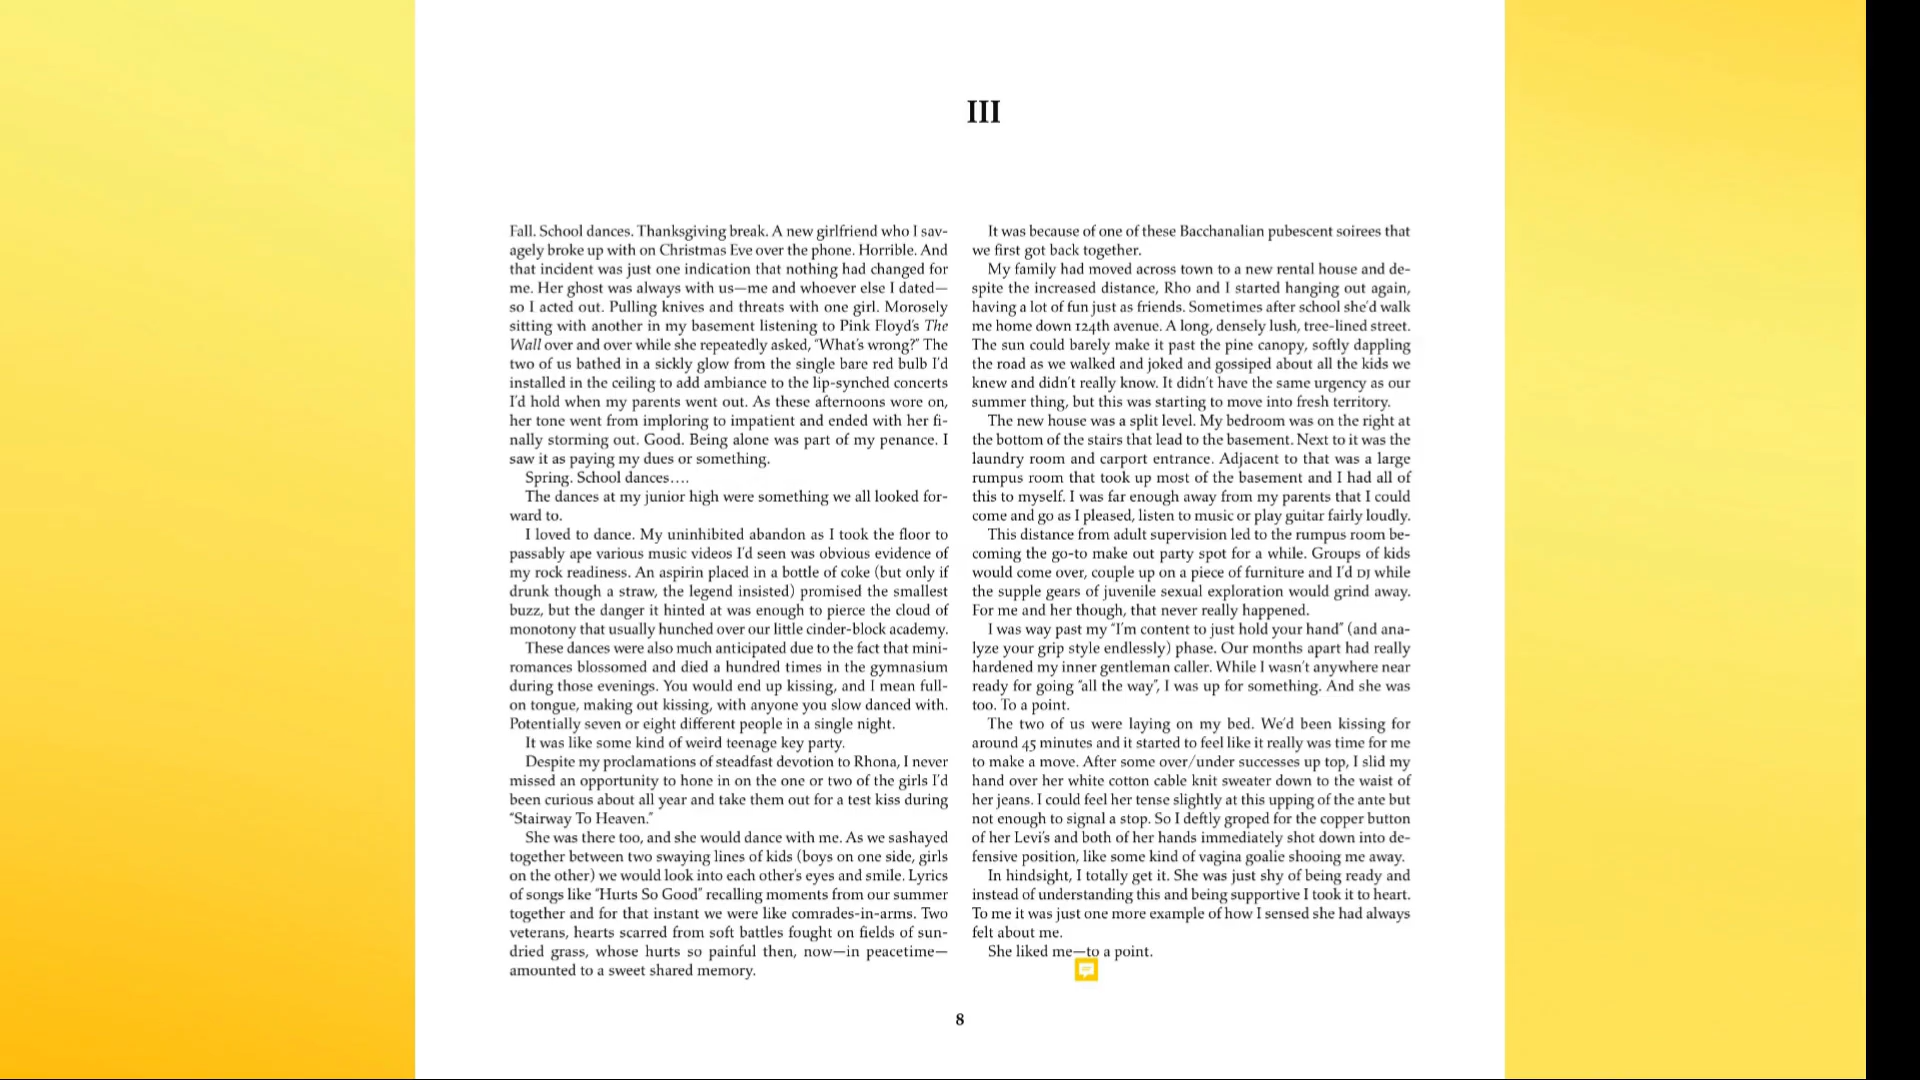 III
Fall. School dances. Thanksgiving break. A new girlfriend who I sav-
agely broke up with on Christmas Eve over the phone. Horrible. And
that incident was just one indication that nothing had changed for
me. Her ghost was always with us—me and whoever else I dated—
so I acted out. Pulling knives and threats with one girl. Morosely
sitting with another in my basement listening to Pink Floyd's The
Wall over and over while she repeatedly asked, "What's wrong?" The
two of us bathed in a sickly glow from the single bare red bulb I'd
installed in the ceiling to add ambiance to the lip-synched concerts
I'd hold when my parents went out. As these afternoons wore on,
her tone went from imploring to impatient and ended with her fi-
nally storming out. Good. Being alone was part of my penance. I
saw it as paying my dues or something.
Spring. School dances....
The dances at my junior high were something we all looked for-
ward to.
I loved to dance. My uninhibited abandon as I took the floor to
passably ape various music videos I'd seen was obvious evidence of
my rock readiness. An aspirin placed in a bottle of coke (but only if
drunk though a straw, the legend insisted) promised the smallest
buzz, but the danger it hinted at was enough to pierce the cloud of
monotony that usually hunched over our little cinder-block academy.
These dances were also much anticipated due to the fact that mini-
romances blossomed and died a hundred times in the gymnasium
during those evenings. You would end up kissing, and I mean full-
on tongue, making out kissing, with anyone you slow danced with.
Potentially seven or eight different people in a single night.
It was like some kind of weird teenage key party.
Despite my proclamations of steadfast devotion to Rhona, I never
missed an opportunity to hone in on the one or two of the girls I'd
been curious about all year and take them out for a test kiss during
"Stairway To Heaven."
She was there too, and she would dance with me. As we sashayed
together between two swaying lines of kids (boys on one side, girls
on the other) we would look into each other's eyes and smile. Lyrics
of songs like "Hurts So Good" recalling moments from our summer
together and for that instant we were like comrades-in-arms. Two
veterans, hearts scarred from soft battles fought on fields of sun-
dried grass, whose hurts so painful then, now—in peacetime—
amounted to a sweet shared memory.
It was because of one of these Bacchanalian pubescent soirees that
we first got back together.
My family had moved across town to a new rental house and de-
spite the increased distance, Rho and I started hanging out again,
having a lot of fun just as friends. Sometimes after school she'd walk
me home down 124th avenue. A long, densely lush, tree-lined street.
The sun could barely make it past the pine canopy, softly dappling
the road as we walked and joked and gossiped about all the kids we
knew and didn't really know. It didn't have the same urgency as our
summer thing, but this was starting to move into fresh territory.
The new house was a split level. My bedroom was on the right at
the bottom of the stairs that lead to the basement. Next to it was the
laundry room and carport entrance. Adjacent to that was a large
rumpus room that took up most of the basement and I had all of
this to myself. I was far enough away from my parents that I could
come and go as I pleased, listen to music or play guitar fairly loudly.
This distance from adult supervision led to the rumpus room be-
coming the go-to make out party spot for a while. Groups of kids
would come over, couple up on a piece of furniture and I'd DJ while
the supple gears of juvenile sexual exploration would grind away.
For me and her though, that never really happened.
I was way past my "I'm content to just hold your hand" (and ana-
lyze your grip style endlessly) phase. Our months apart had really
hardened my inner gentleman caller. While I wasn't anywhere near
ready for going "all the way", I was up for something. And she was
too. To a point.
The two of us were laying on my bed. We'd been kissing for
around 45 minutes and it started to feel like it really was time for me
to make a move. After some over/under successes up top, I slid my
hand over her white cotton cable knit sweater down to the waist of
her jeans. I could feel her tense slightly at this upping of the ante but
not enough to signal a stop. So I deftly groped for the copper button
of her Levi's and both of her hands immediately shot down into de-
fensive position, like some kind of vagina goalie shooing me away.
In hindsight, I totally get it. She was just shy of being ready and
instead of understanding this and being supportive I took it to heart.
To me it was just one more example of how I sensed she had always
felt about me.
She liked me—to a point.
8